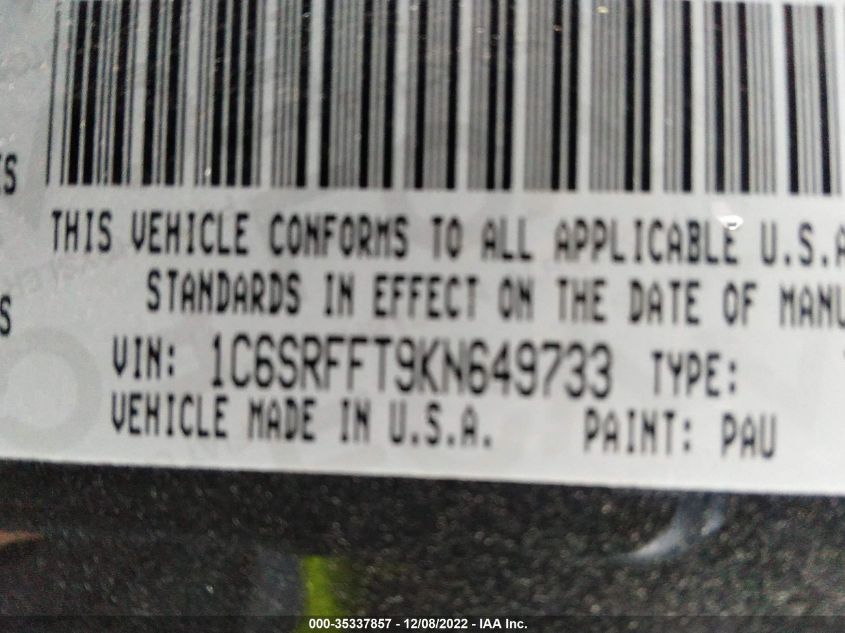 THIS VEHICLE CONFORMS TO ALL APPLICABLE U.S.A
STANDARDS IN EFFECT ON THE DATE OF MANU
VIN: 1C6SRFFT9KN649733 TYPE:
VEHICLE MADE IN U.S.A. PAINT: PAU
000-35337857 - 12/08/2022 - IAA Inc.